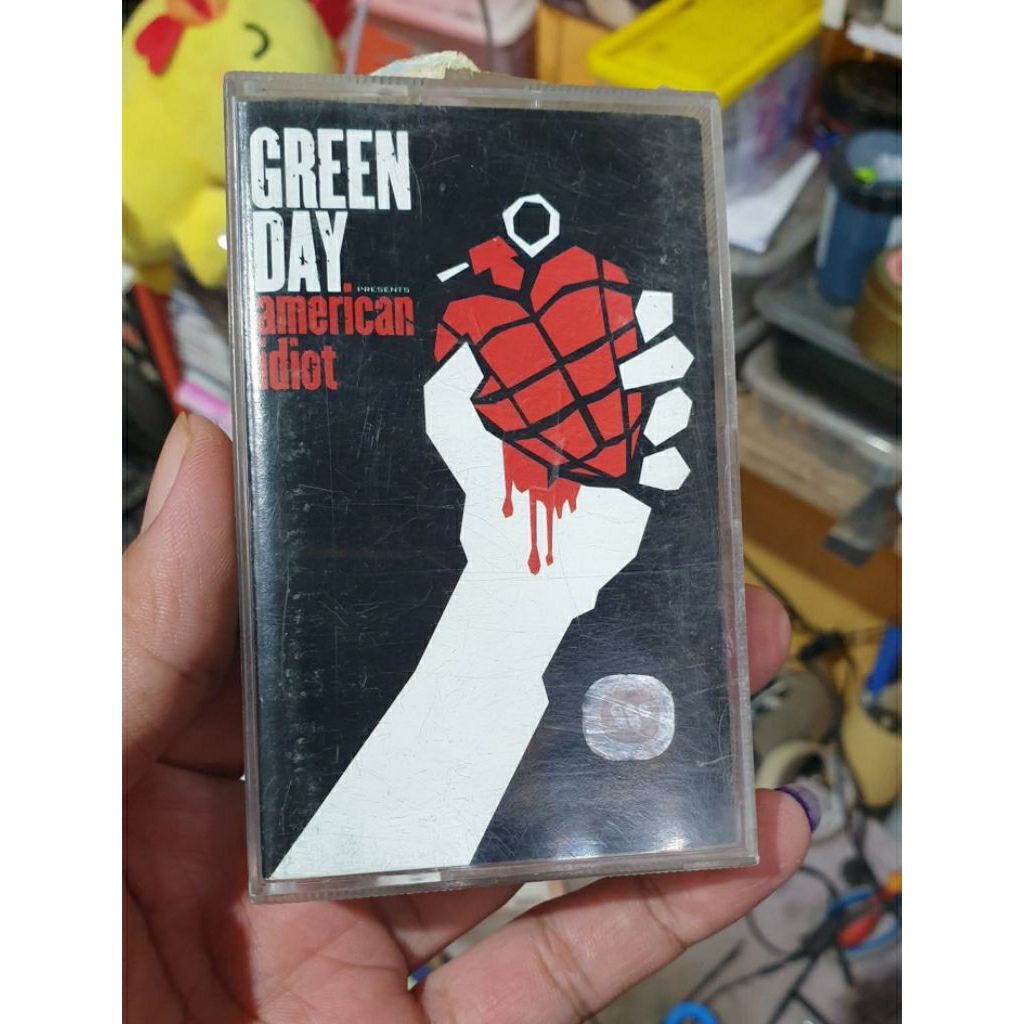 GREEN
DAY.
PRESENTS
american
idiot